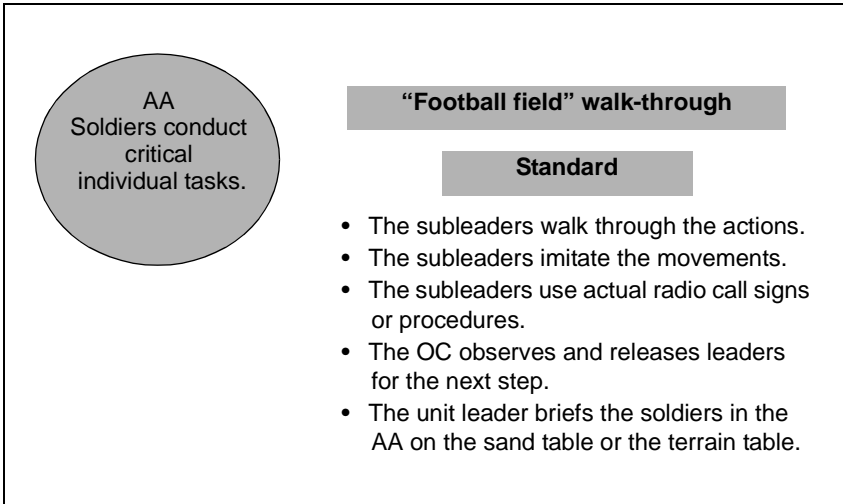 AA
Soldiers conduct
critical
individual tasks.
“Football field” walk-through
Standard
• The subleaders walk through the actions.
• The subleaders imitate the movements.
• The subleaders use actual radio call signs
or procedures.
• The OC observes and releases leaders
for the next step.
• The unit leader briefs the soldiers in the
AA on the sand table or the terrain table.